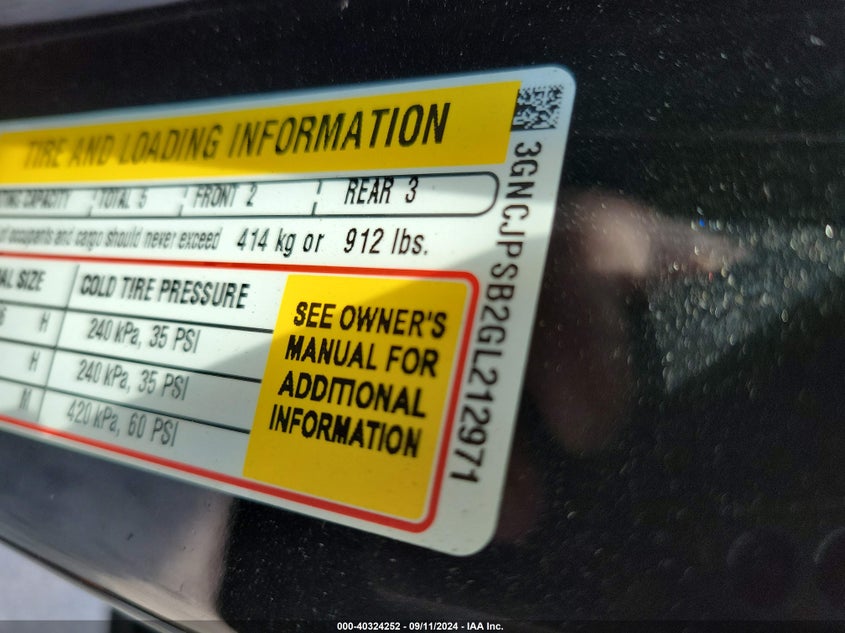 TIRE AND LOADING INFORMATION
CAPACITY TOTAL 5 FRONT 2 REAR 3
occupants and cargo should never exceed 414 kg or 912 lbs.
SIZE COLD TIRE PRESSURE
H 240 kPa, 35 PSI
H 240 kPa, 35 PSI
M 420 kPa, 60 PSI
SEE OWNER'S
MANUAL FOR
ADDITIONAL
INFORMATION
3GNCJPSB2GL212971
000-40324252 - 09/11/2024 - IAA Inc.